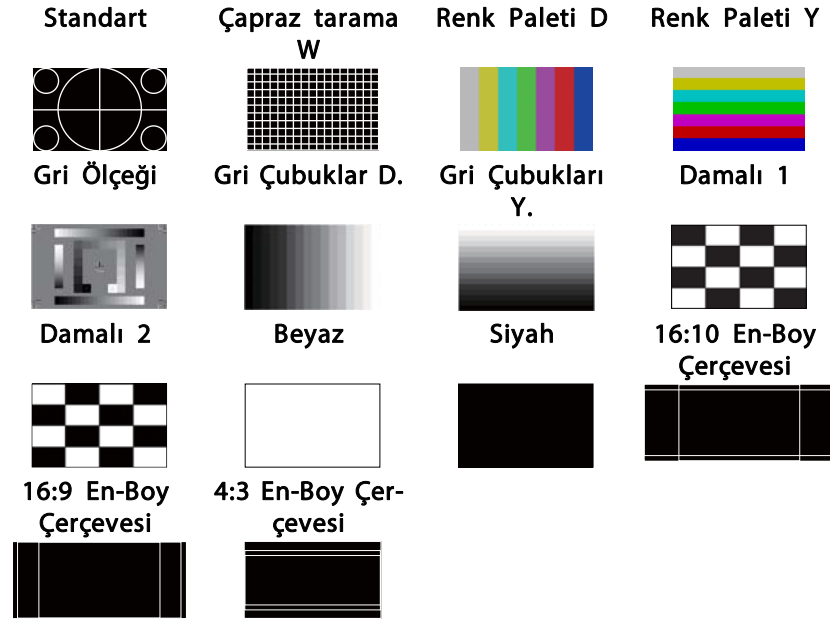 Standart
Çapraz tarama W
Renk Paleti D
Renk Paleti Y
Gri Ölçeği
Gri Çubuklar D.
Gri Çubukları Y.
Damalı 1
Damalı 2
Beyaz
Siyah
16:10 En-Boy
Çerçevesi
16:9 En-Boy
Çerçevesi
4:3 En-Boy Çer-
çevesi